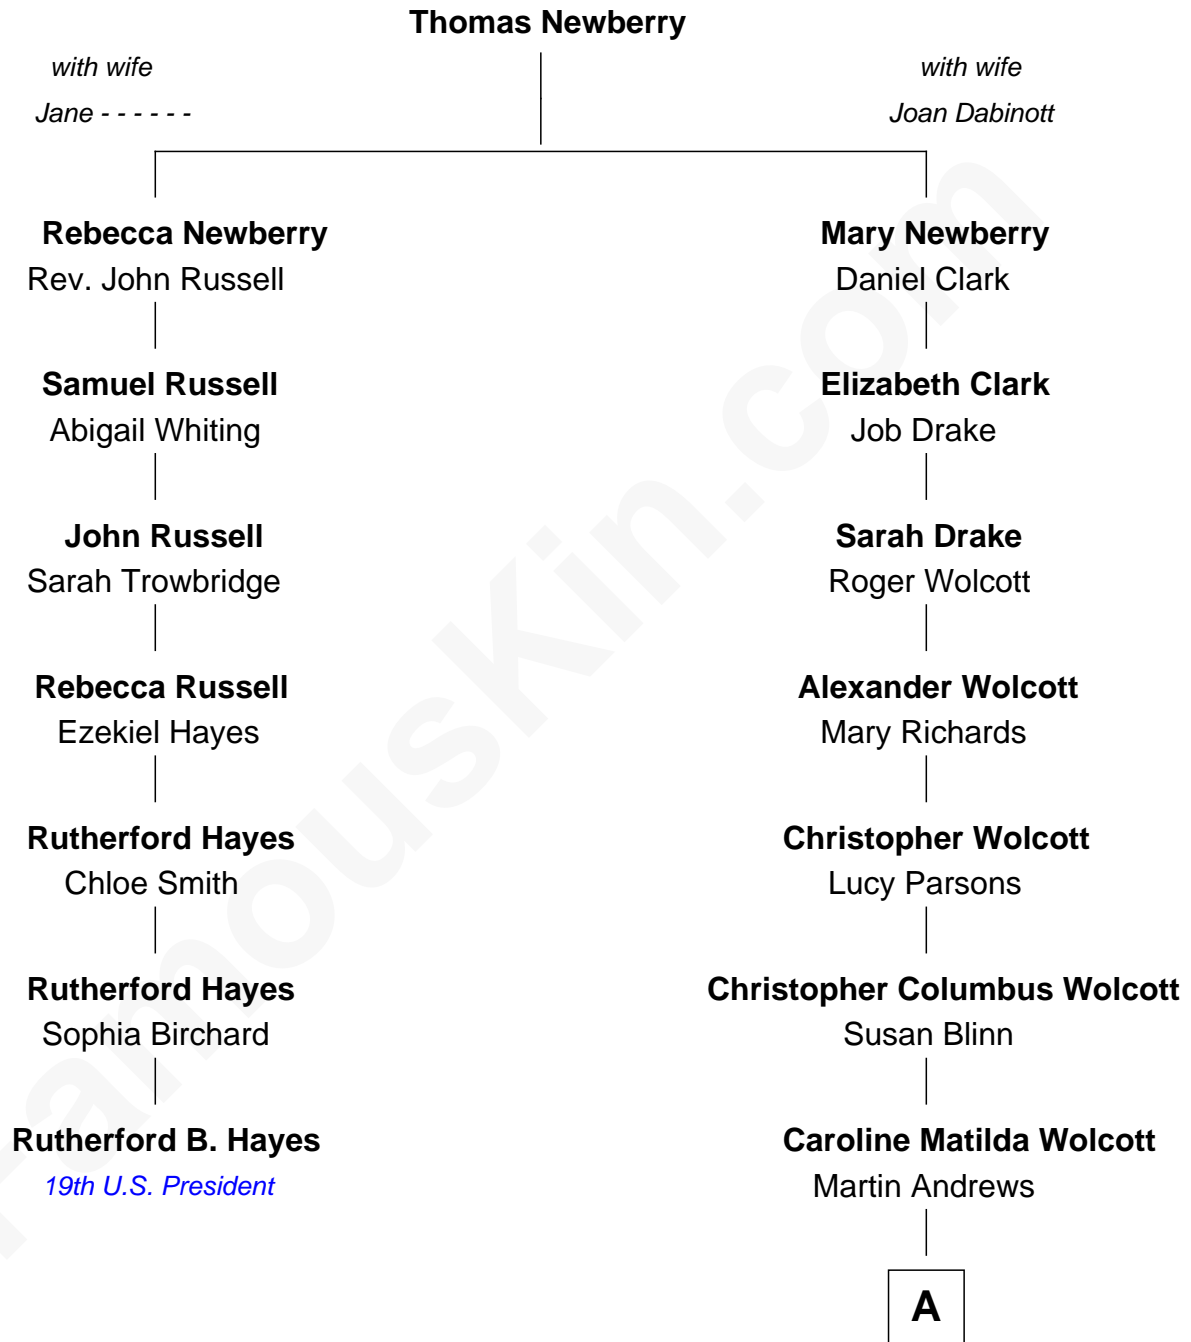 Thomas Newberry
with wife
Jane - - - - - -
with wife
Joan Dabinott
Rebecca Newberry
Rev. John Russell
Mary Newberry
Daniel Clark
Samuel Russell
Abigail Whiting
Elizabeth Clark
Job Drake
John Russell
Sarah Trowbridge
Sarah Drake
Roger Wolcott
Rebecca Russell
Ezekiel Hayes
Alexander Wolcott
Mary Richards
Rutherford Hayes
Chloe Smith
Christopher Wolcott
Lucy Parsons
Rutherford Hayes
Sophia Birchard
Christopher Columbus Wolcott
Susan Blinn
Rutherford B. Hayes
19th U.S. President
Caroline Matilda Wolcott
Martin Andrews
A
FamousKin.com